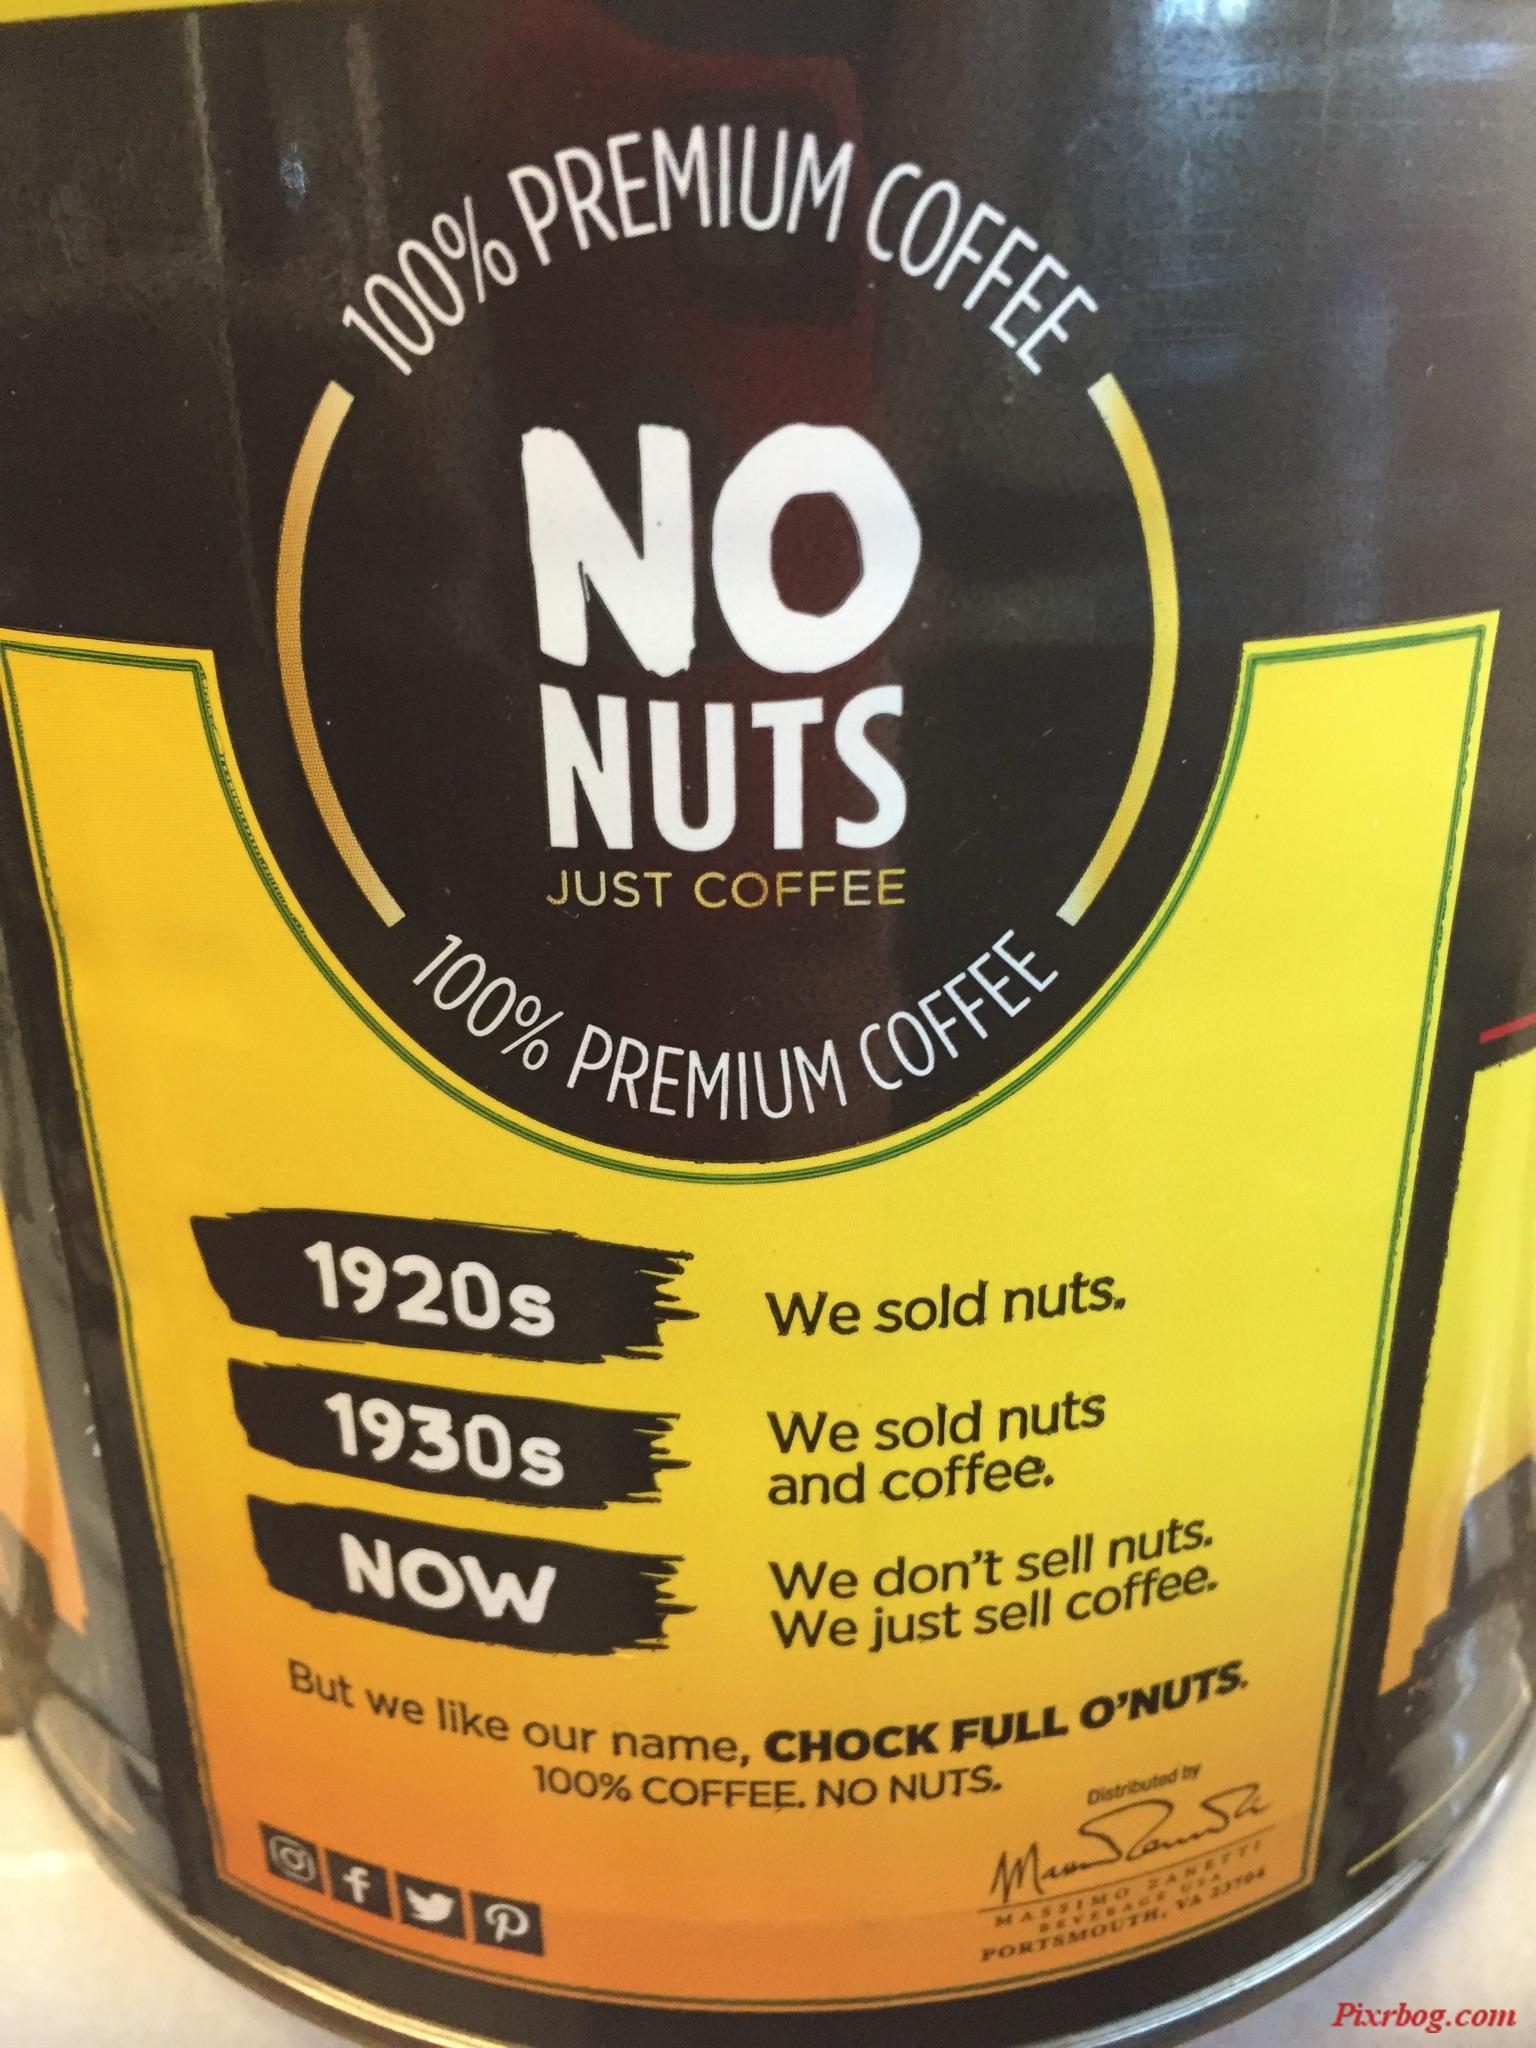 100% PREMIUM COFFEE
NO
NUTS
JUST COFFEE
100% PREMIUM COFFEE
1920s We sold nuts.
1930s We sold nuts
and coffee.
NOW We don't sell nuts.
We just sell coffee.
But we like our name, CHOCK FULL O'NUTS.
100% COFFEE. NO NUTS.
Distributed by
MASSIMO ZANETTI
BEVERAGE USA
PORTSMOUTH, VA 23704
Pixrbog.com